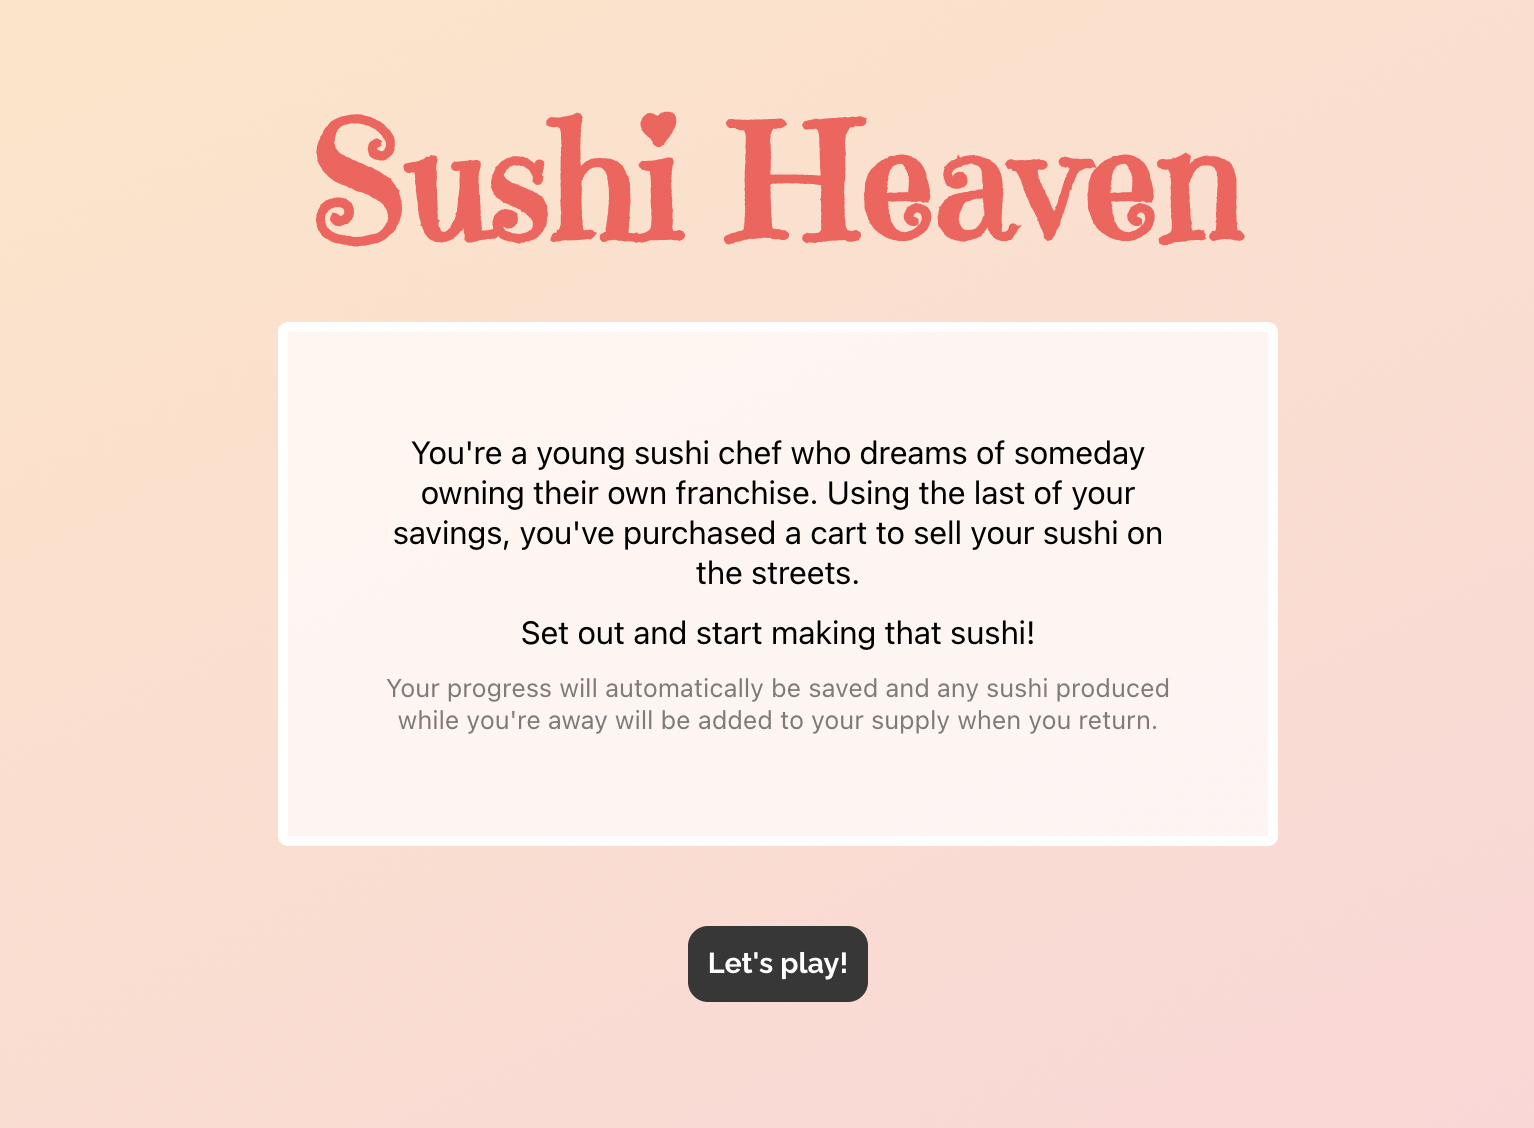 Sushi Heaven
You're a young sushi chef who dreams of someday
owning their own franchise. Using the last of your
savings, you've purchased a cart to sell your sushi on
the streets.
Set out and start making that sushi!
Your progress will automatically be saved and any sushi produced
while you're away will be added to your supply when you return.
Let's play!